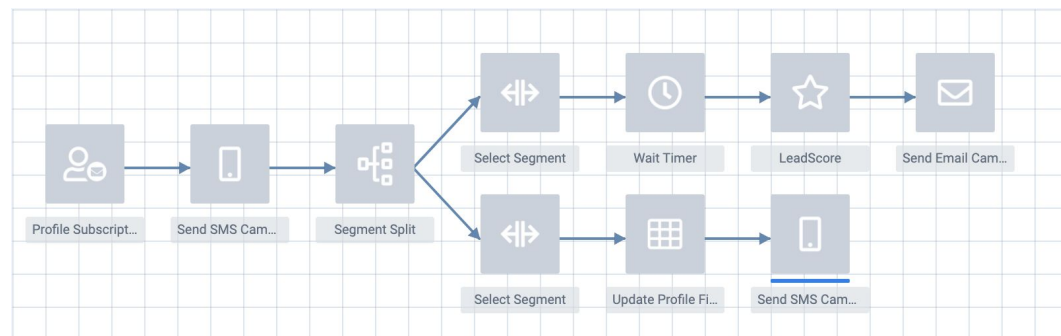 Profile Subscript...
Send SMS Cam...
Segment Split
Select Segment
Wait Timer
LeadScore
Send Email Cam...
Select Segment
Update Profile Fi...
Send SMS Cam...